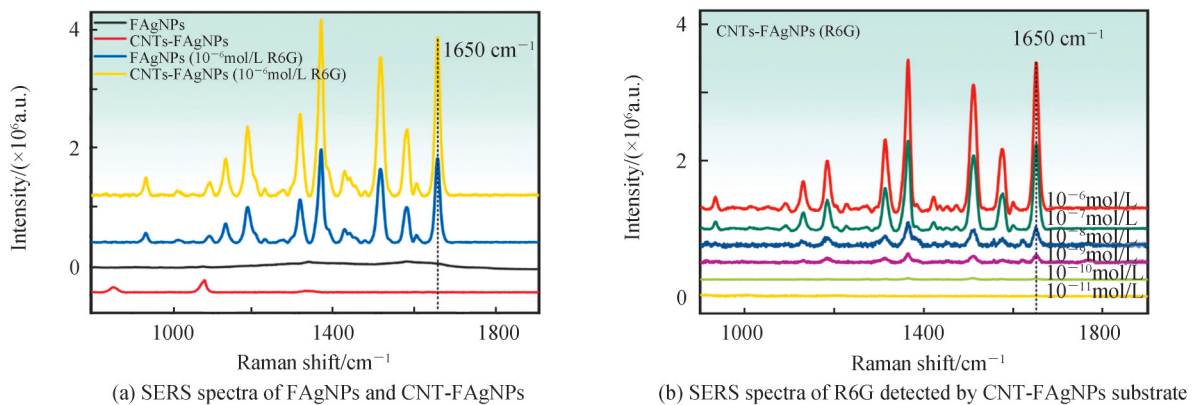 4
2
0
Intensity/(×10⁶a.u.)
FAgNPs
CNTs-FAgNPs
FAgNPs (10⁻⁶mol/L R6G)
CNTs-FAgNPs (10⁻⁶mol/L R6G)
1650 cm⁻¹
1000
1400
1800
Raman shift/cm⁻¹
(a) SERS spectra of FAgNPs and CNT-FAgNPs
4
2
0
Intensity/(×10⁶a.u.)
CNTs-FAgNPs (R6G)
1650 cm⁻¹
10⁻⁶mol/L
10⁻⁷mol/L
10⁻⁸mol/L
10⁻⁹mol/L
10⁻¹⁰mol/L
10⁻¹¹mol/L
1000
1400
1800
Raman shift/cm⁻¹
(b) SERS spectra of R6G detected by CNT-FAgNPs substrate